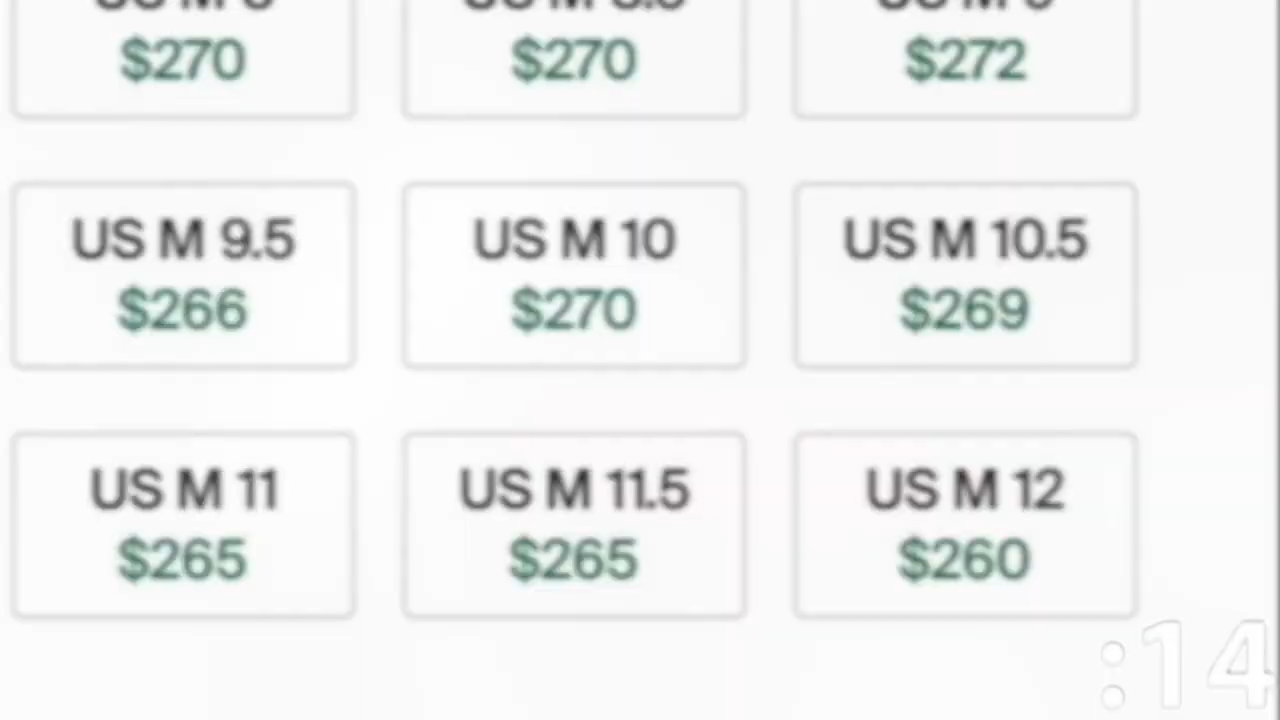 $270 $270 $272
US M 9.5 US M 10 US M 10.5
$266 $270 $269
US M 11 US M 11.5 US M 12
$265 $265 $260
:14